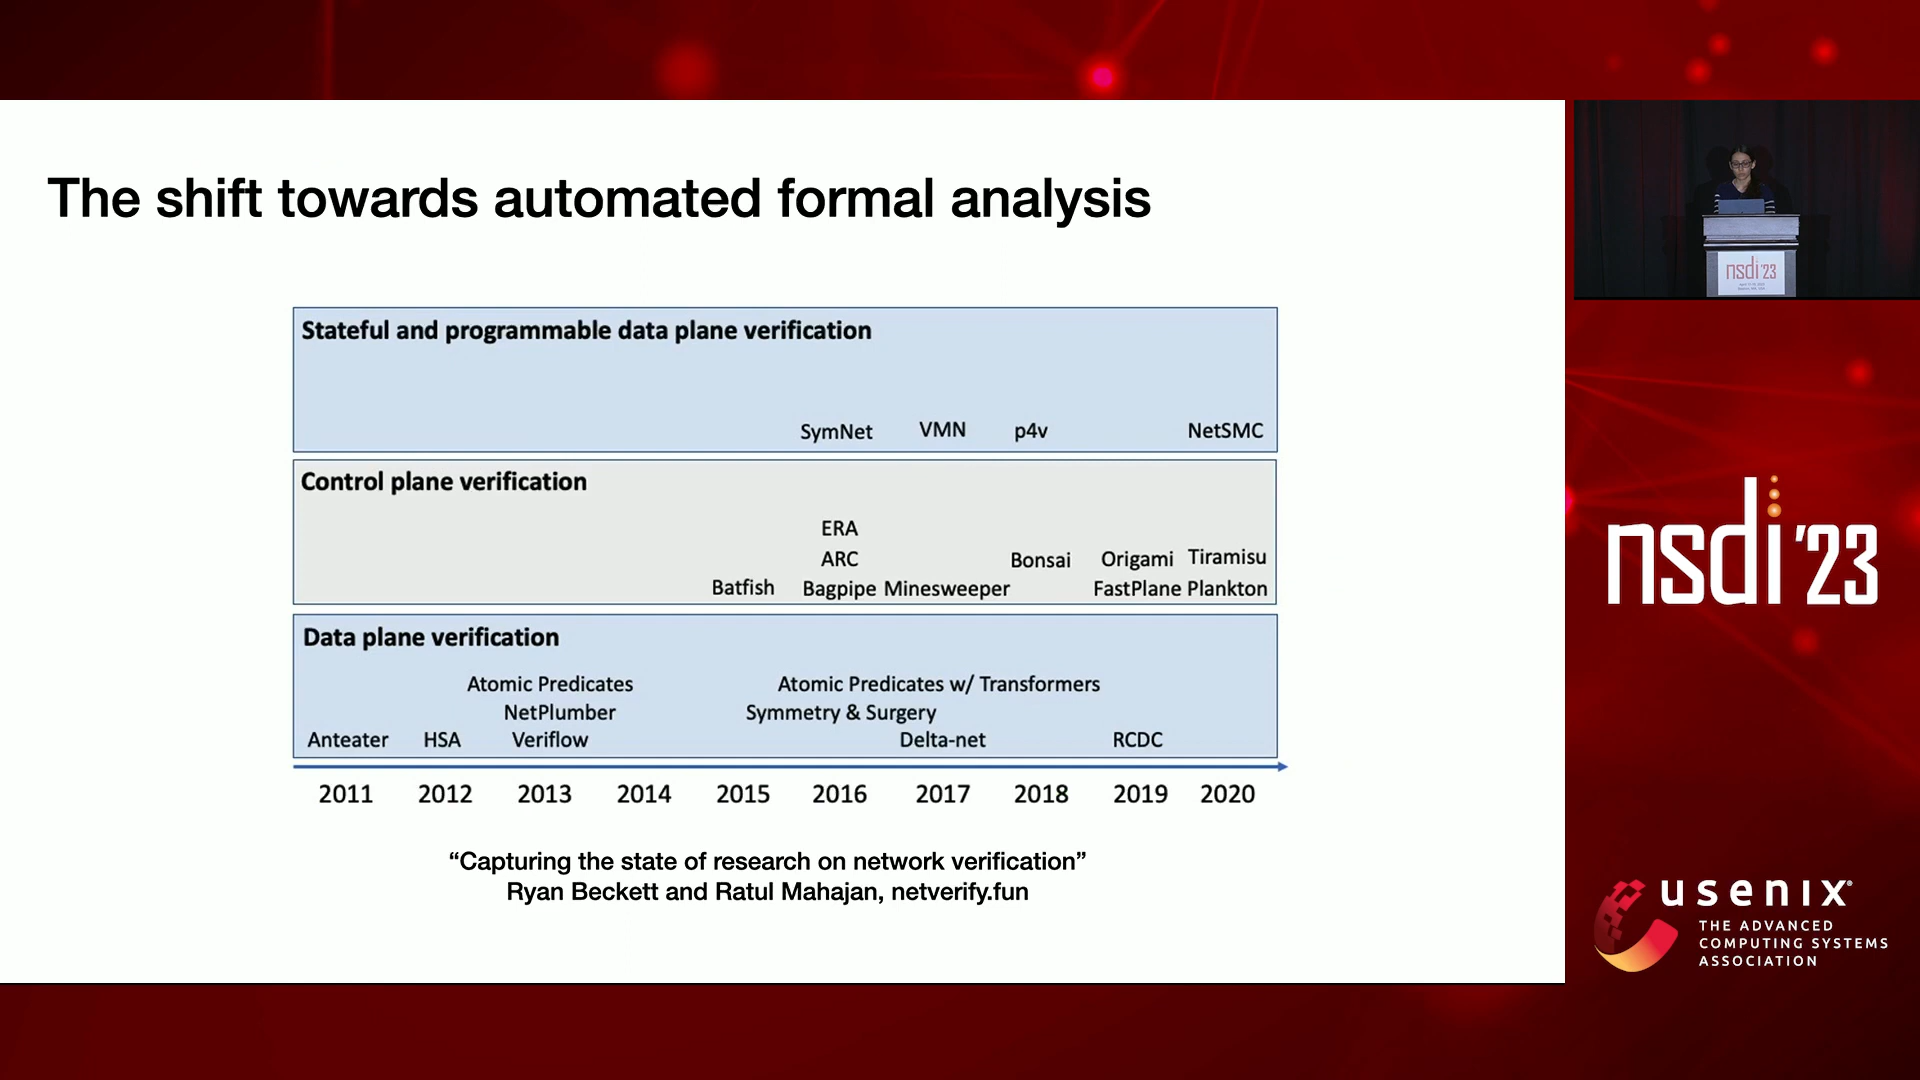 The shift towards automated formal analysis
Stateful and programmable data plane verification
SymNet VMN p4v NetSMC
Control plane verification
ERA
ARC Bonsai Origami Tiramisu
Batfish Bagpipe Minesweeper FastPlane Plankton
Data plane verification
Atomic Predicates Atomic Predicates w/ Transformers
NetPlumber Symmetry & Surgery
Anteater HSA Veriflow Delta-net RCDC
2011 2012 2013 2014 2015 2016 2017 2018 2019 2020
“Capturing the state of research on network verification”
Ryan Beckett and Ratul Mahajan, netverify.fun
nsdi '23
nsdi '23
usenix®
THE ADVANCED
COMPUTING SYSTEMS
ASSOCIATION